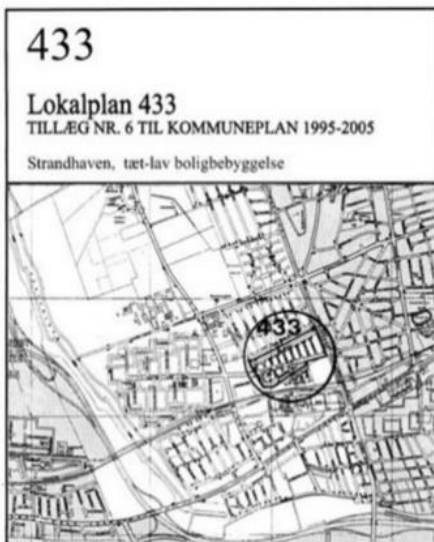 433
Lokalplan 433
TILLÆG NR. 6 TIL KOMMUNEPLAN 1995-2005
Strandhaven, tæt-lav boligbebyggelse
433